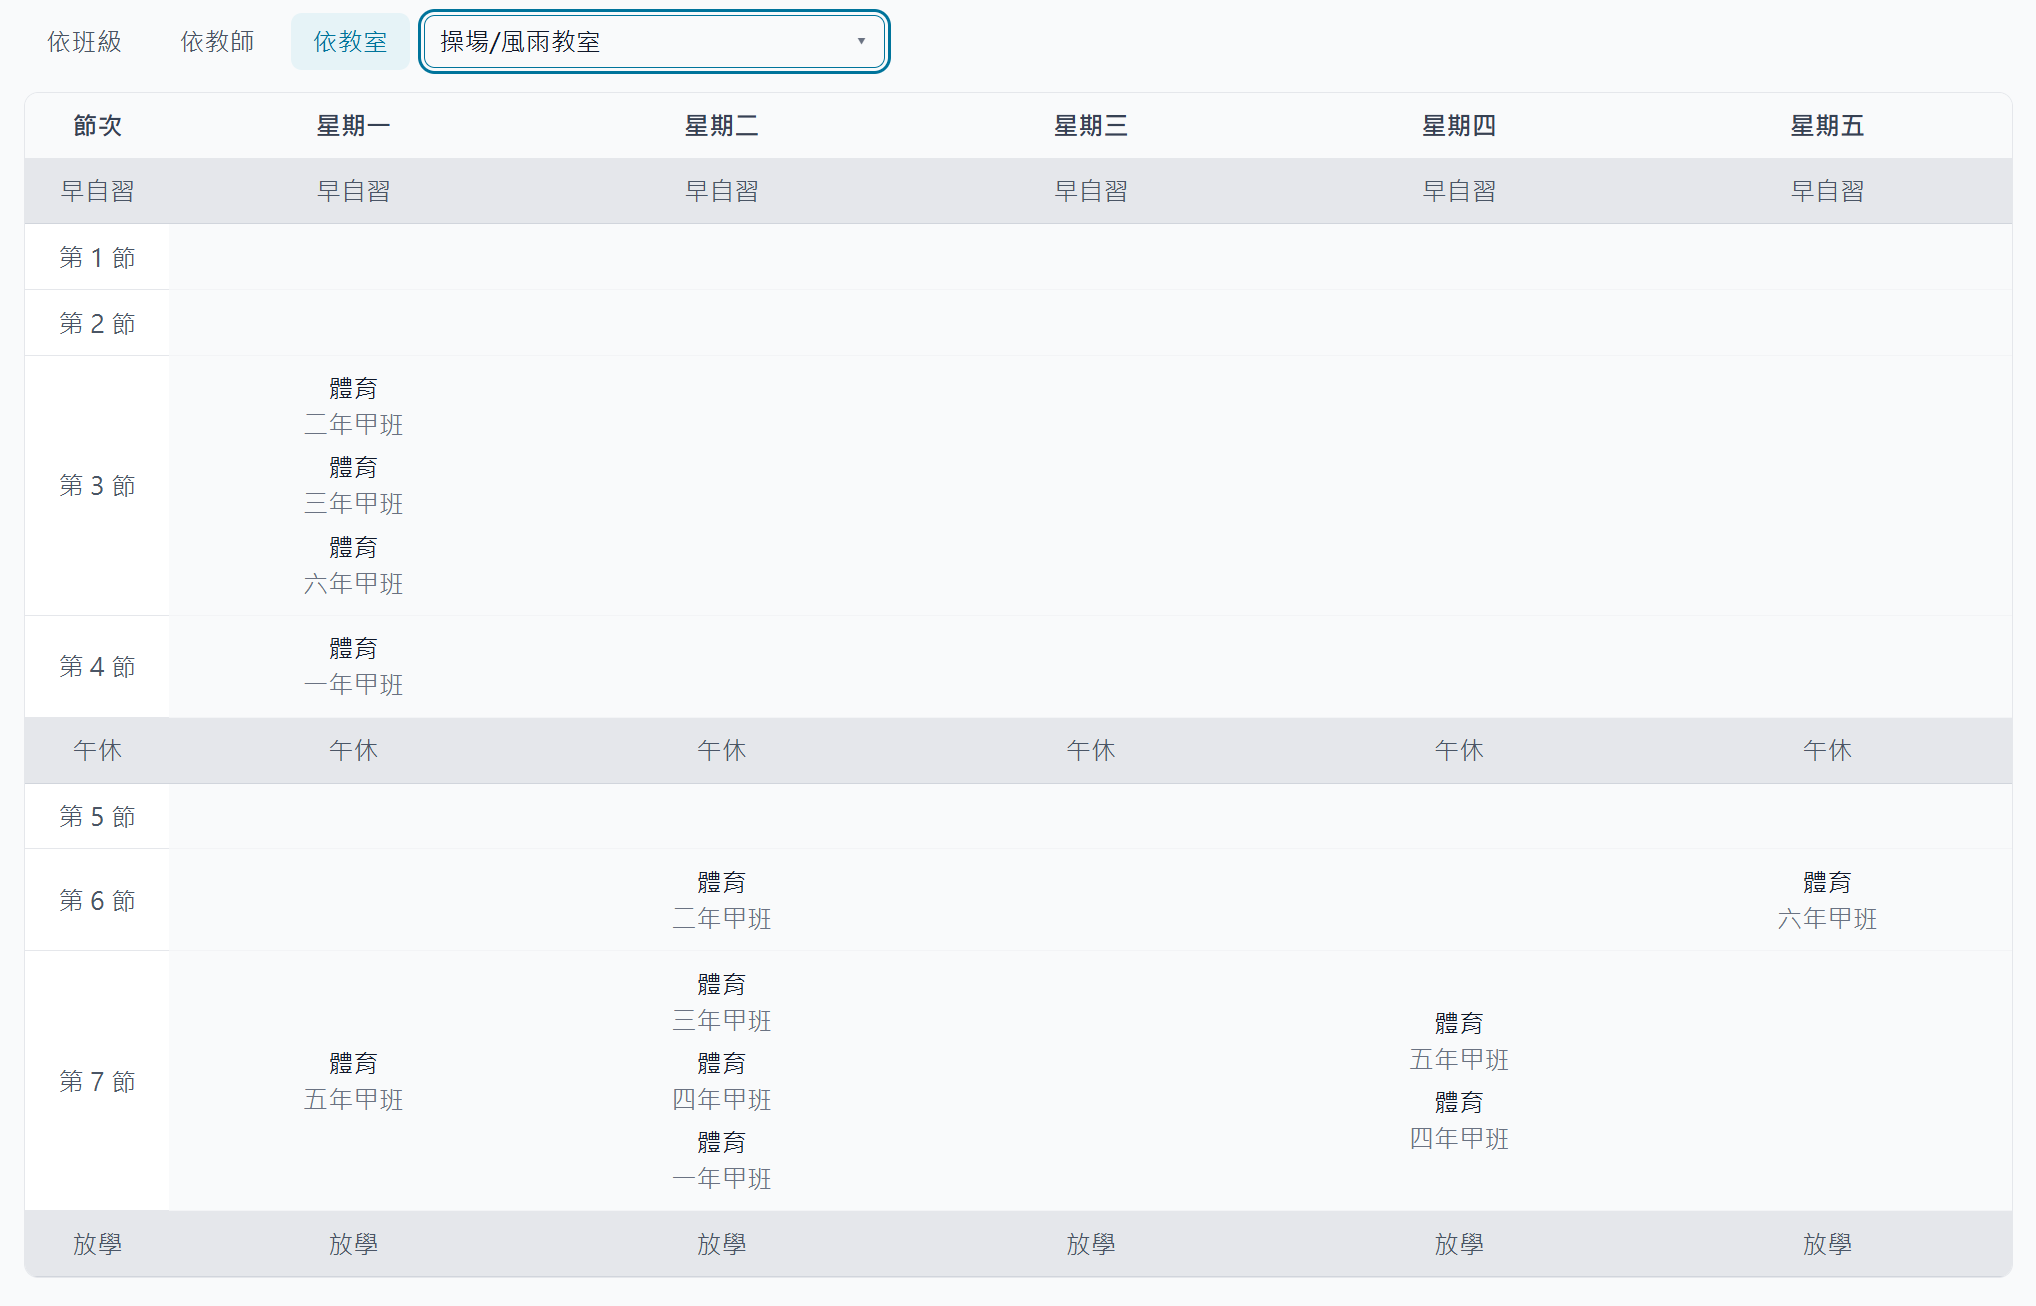 依班級 依教師 依教室 操場/風雨教室
節次 星期一 星期二 星期三 星期四 星期五
早自習 早自習 早自習 早自習 早自習 早自習
第 1 節
第 2 節
第 3 節
體育
二年甲班
體育
三年甲班
體育
六年甲班
第 4 節
體育
一年甲班
午休 午休 午休 午休 午休 午休
第 5 節
第 6 節
體育
二年甲班
體育
六年甲班
第 7 節
體育
五年甲班
體育
三年甲班
體育
四年甲班
體育
一年甲班
體育
五年甲班
體育
四年甲班
放學 放學 放學 放學 放學 放學